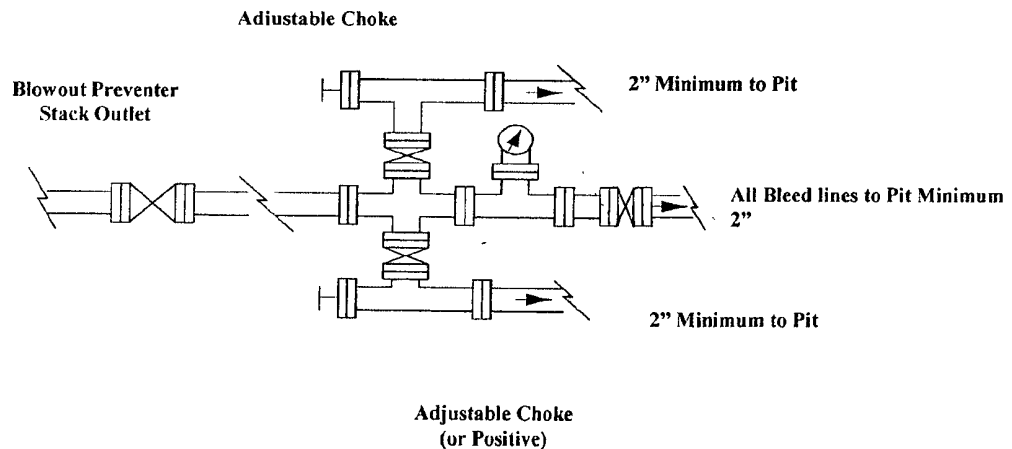 Adjustable Choke
Blowout Preventer
Stack Outlet
2” Minimum to Pit
All Bleed lines to Pit Minimum
2”
2” Minimum to Pit
Adjustable Choke
(or Positive)